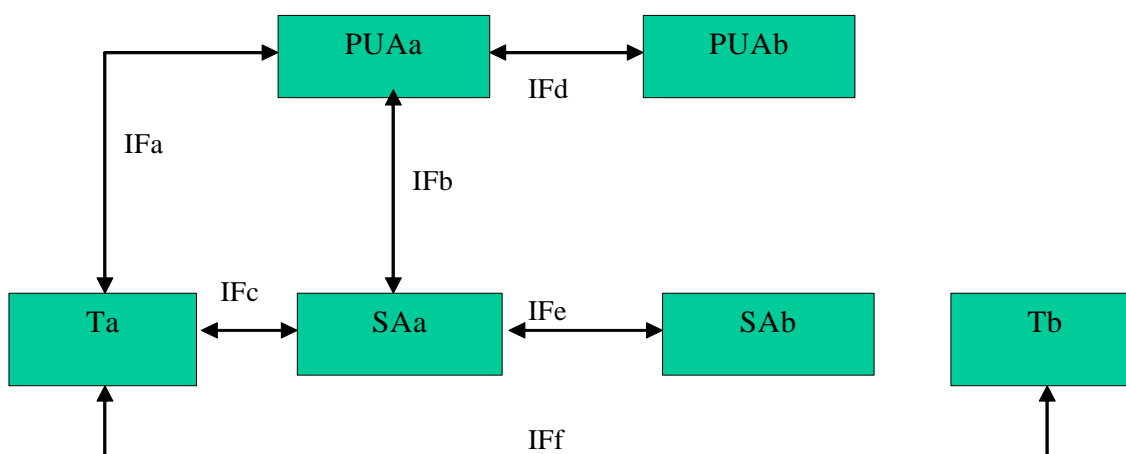 PUAa
PUAb
IFd
IFa
IFb
IFc
IFe
Ta
SAa
SAb
Tb
IFf